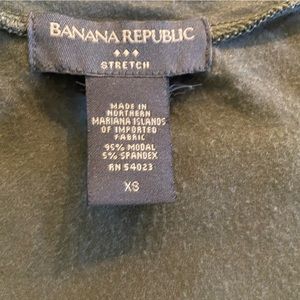 BANANA REPUBLIC
STRETCH
MADE IN
NORTHERN
MARIANA ISLANDS
OF IMPORTED
FABRIC
95% MODAL
5% SPANDEX
RN 54023
XS